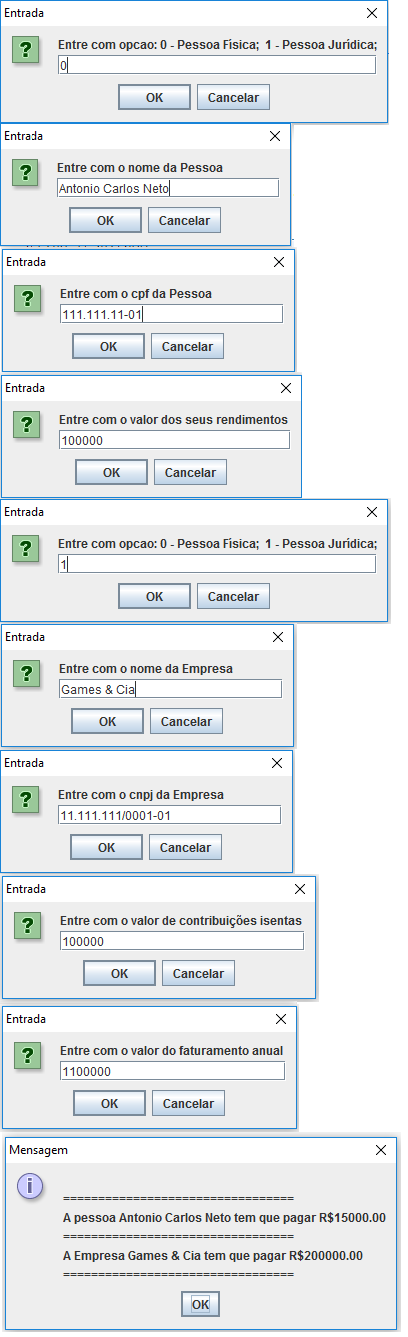 Entrada
Entre com opcao: 0 - Pessoa Física;  1 - Pessoa Jurídica;
0
OK
Cancelar
Entrada
Entre com o nome da Pessoa
Antonio Carlos Neto
OK
Cancelar
Entrada
Entre com o cpf da Pessoa
111.111.11-01
OK
Cancelar
Entrada
Entre com o valor dos seus rendimentos
100000
OK
Cancelar
Entrada
Entre com opcao: 0 - Pessoa Física;  1 - Pessoa Jurídica;
1
OK
Cancelar
Entrada
Entre com o nome da Empresa
Games & Cia
OK
Cancelar
Entrada
Entre com o cnpj da Empresa
11.111.111/0001-01
OK
Cancelar
Entrada
Entre com o valor de contribuições isentas
100000
OK
Cancelar
Entrada
Entre com o valor do faturamento anual
1100000
OK
Cancelar
Mensagem
=================================
A pessoa Antonio Carlos Neto tem que pagar R$15000.00
=================================
A Empresa Games & Cia tem que pagar R$200000.00
=================================
OK